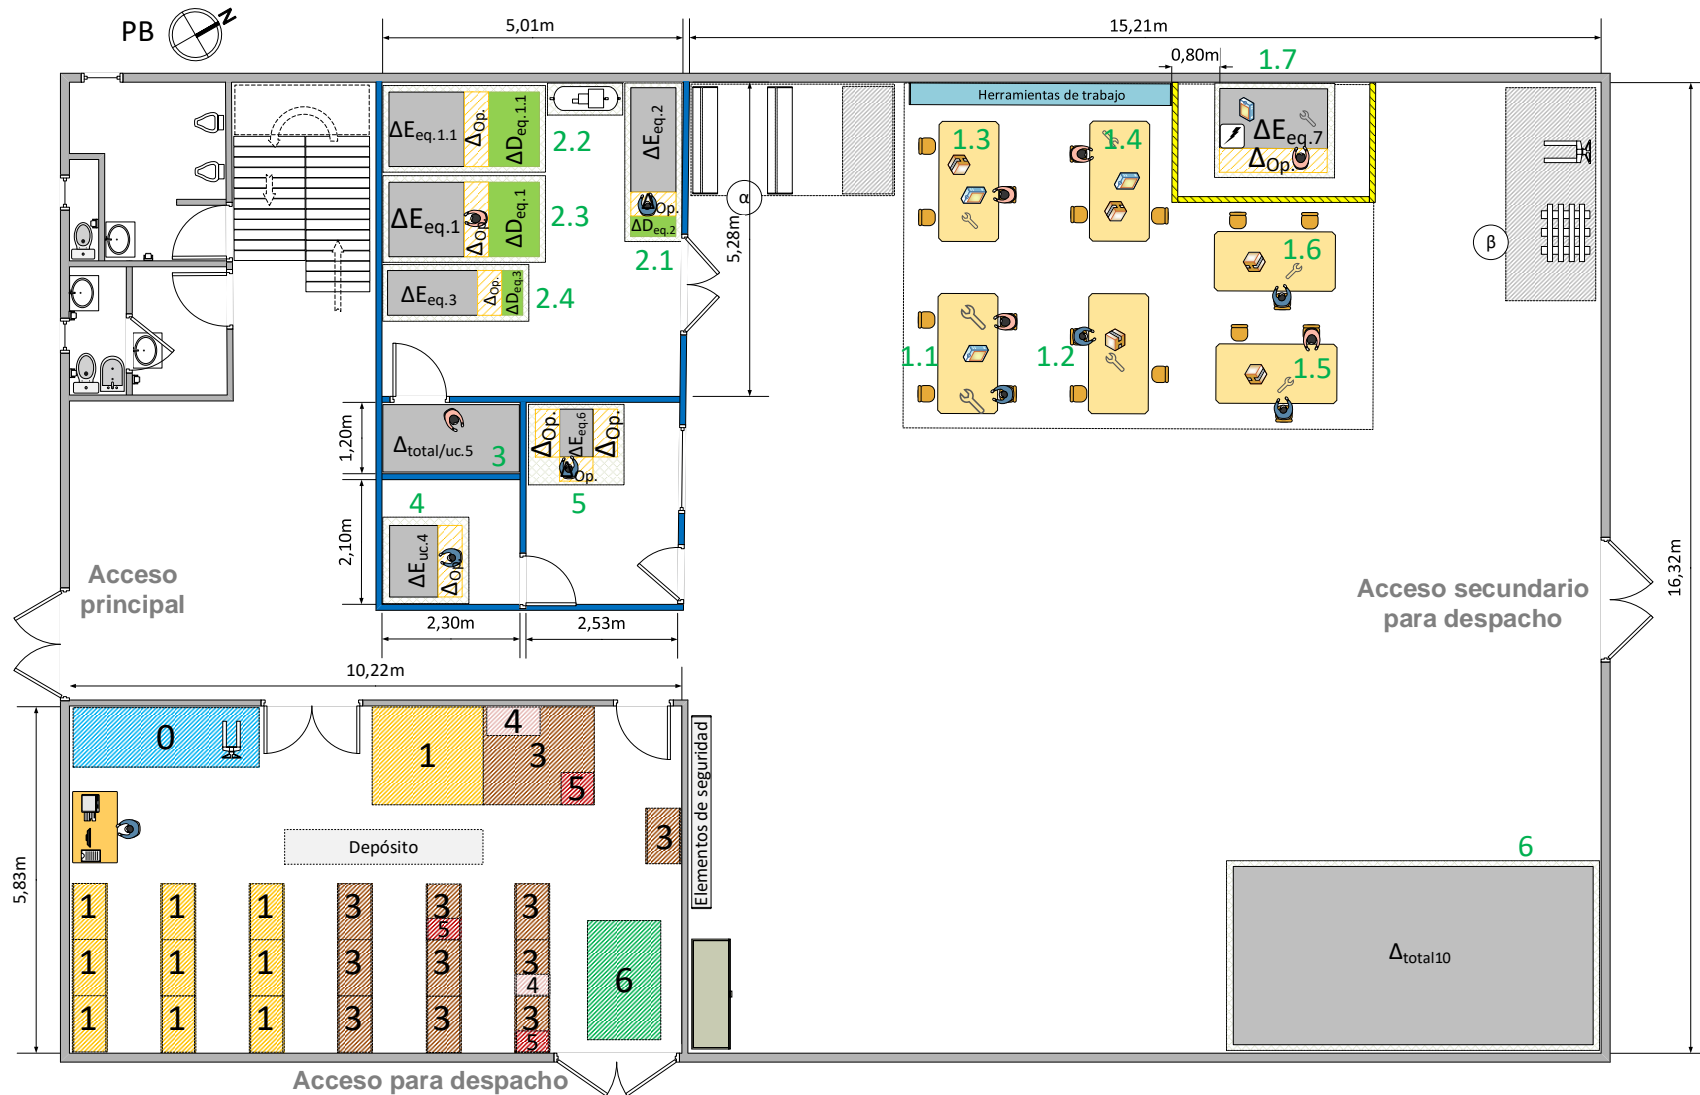 PB
N
5,01m
15,21m
0,80m
1.7
Herramientas de trabajo
ΔEeq.1.1
ΔOp.
ΔDeq.1.1
2.2
ΔEeq.2
Op.
ΔDeq.2
2.1
ΔEeq.1
ΔOp.
ΔDeq.1
2.3
ΔEeq.3
ΔOp.
ΔDeq.3
2.4
α
5,28m
1.3
1.4
ΔEeq.7
ΔOp.
β
1.6
1.1
1.2
1.5
1,20m
Δtotal/uc.5
3
ΔOp.
ΔEeq.6
ΔOp.
ΔOp.
5
4
2,10m
ΔEuc.4
ΔOp.
Acceso
principal
Acceso secundario
para despacho
16,32m
2,30m
2,53m
10,22m
0
1
4
3
5
3
Elementos de seguridad
Depósito
5,83m
1
1
1
3
3
3
5
1
1
1
3
3
3
4
6
1
1
1
3
3
3
5
6
Δtotal10
Acceso para despacho